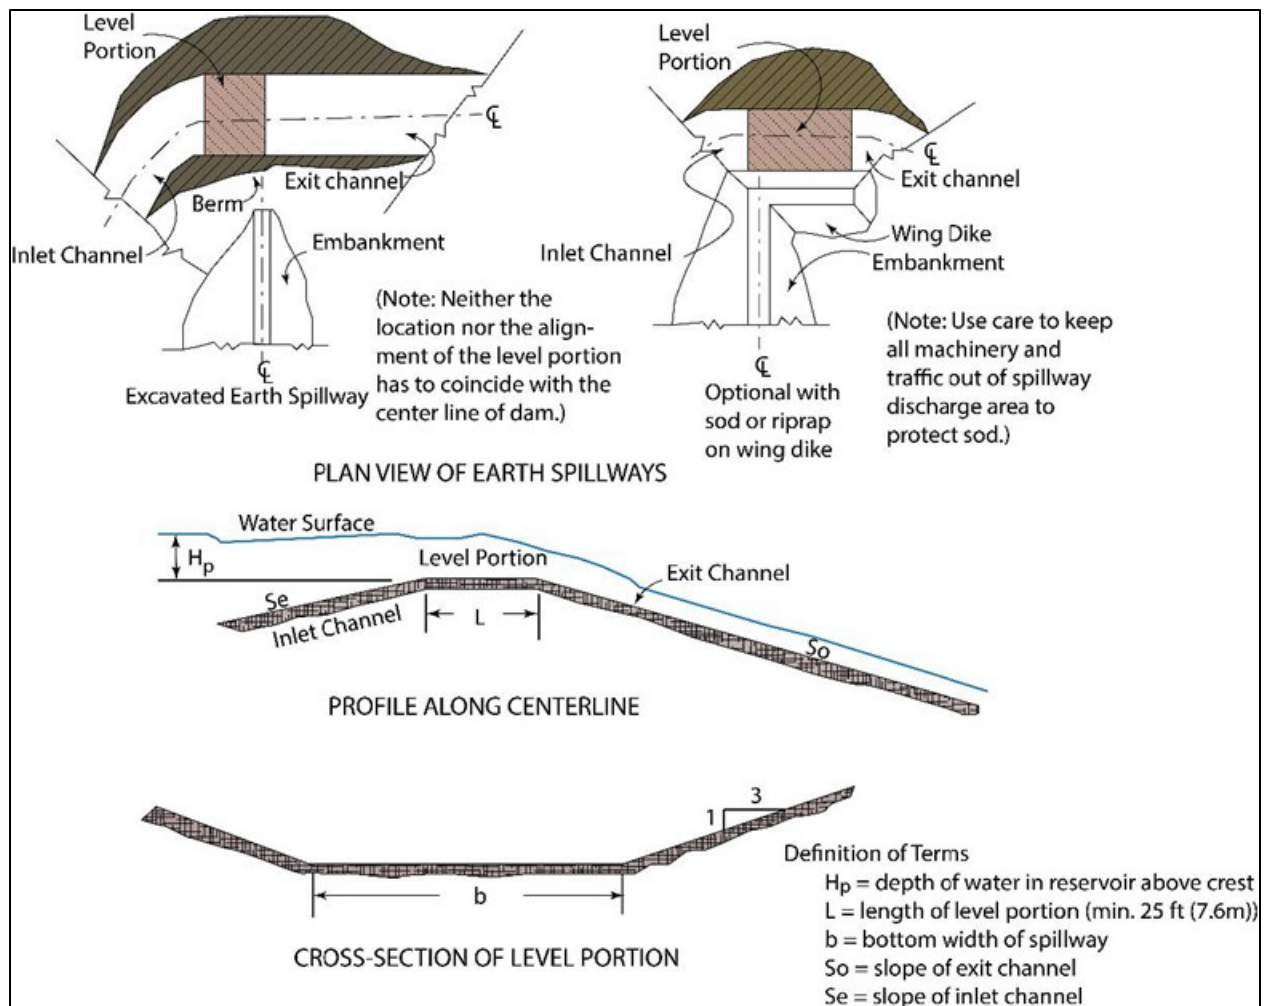 Level
Portion
℄
Exit channel
Berm
Inlet Channel
Embankment
(Note: Neither the
location nor the align-
ment of the level portion
has to coincide with the
center line of dam.)
℄
Excavated Earth Spillway
Level
Portion
℄
Exit channel
Inlet Channel
Wing Dike
Embankment
(Note: Use care to keep
all machinery and
traffic out of spillway
discharge area to
protect sod.)
℄
Optional with
sod or riprap
on wing dike
PLAN VIEW OF EARTH SPILLWAYS
Water Surface
Hp
Level Portion
Exit Channel
Se
Inlet Channel
L
So
PROFILE ALONG CENTERLINE
3
1
b
CROSS-SECTION OF LEVEL PORTION
Definition of Terms
Hp = depth of water in reservoir above crest
L = length of level portion (min. 25 ft (7.6m))
b = bottom width of spillway
So = slope of exit channel
Se = slope of inlet channel